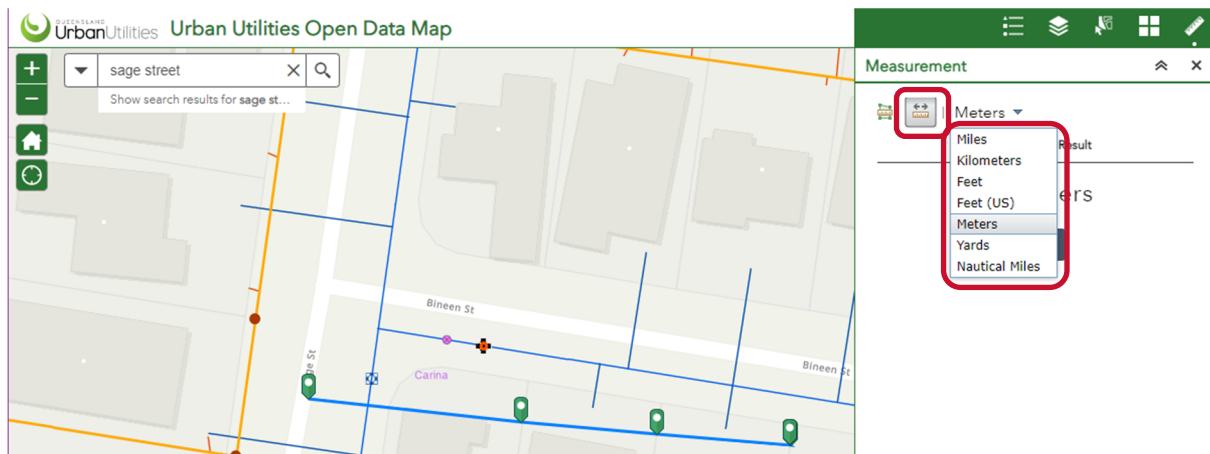 QUEENSLAND
UrbanUtilities
Urban Utilities Open Data Map
sage street
Show search results for sage st...
Bineen St
Bineen St
ge St
Carina
Measurement
Meters
Result
Miles
Kilometers
Feet
Feet (US)
Meters
Yards
Nautical Miles
ers